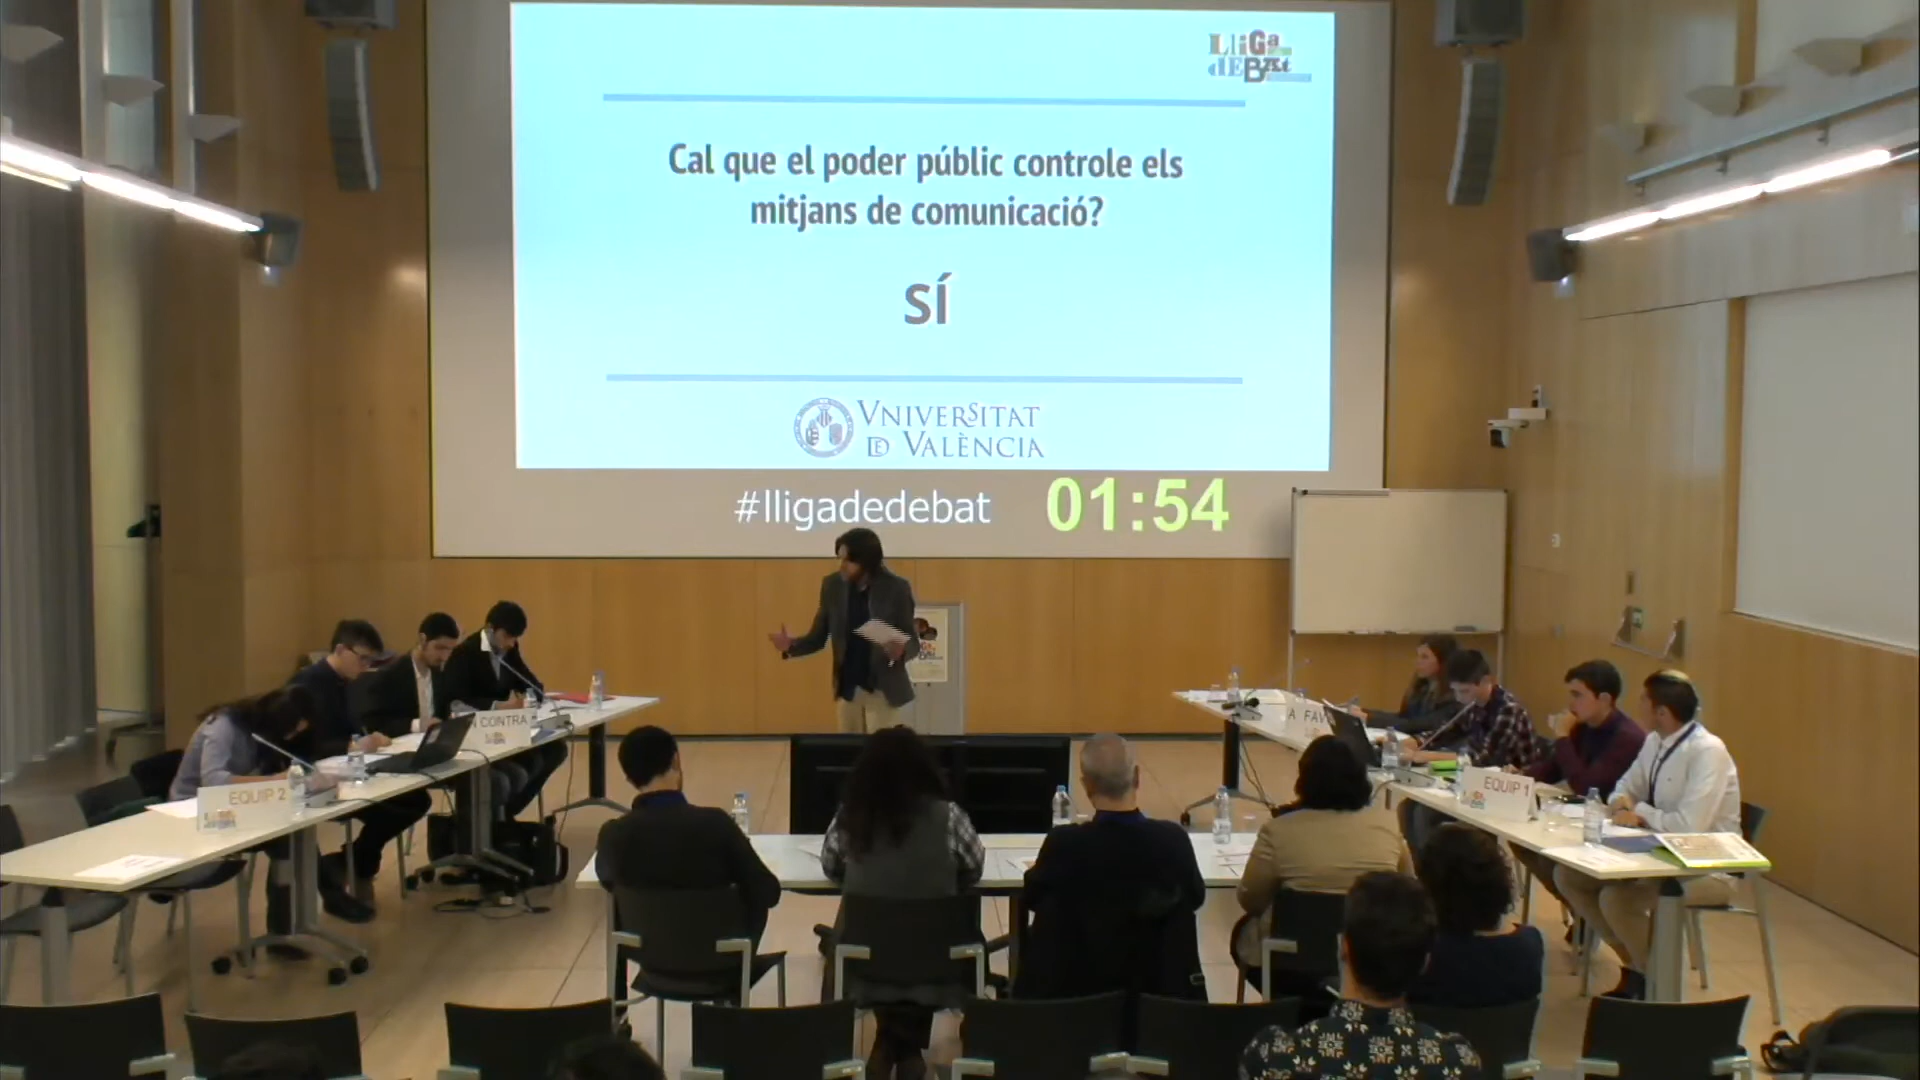 LLiGa
dEBAt
Cal que el poder públic controle els
mitjans de comunicació?
SÍ
VNIVERSITAT
DE VALÈNCIA
#lligadedebat
01:54
CONTRA
A FAV
EQUIP 2
EQUIP 1